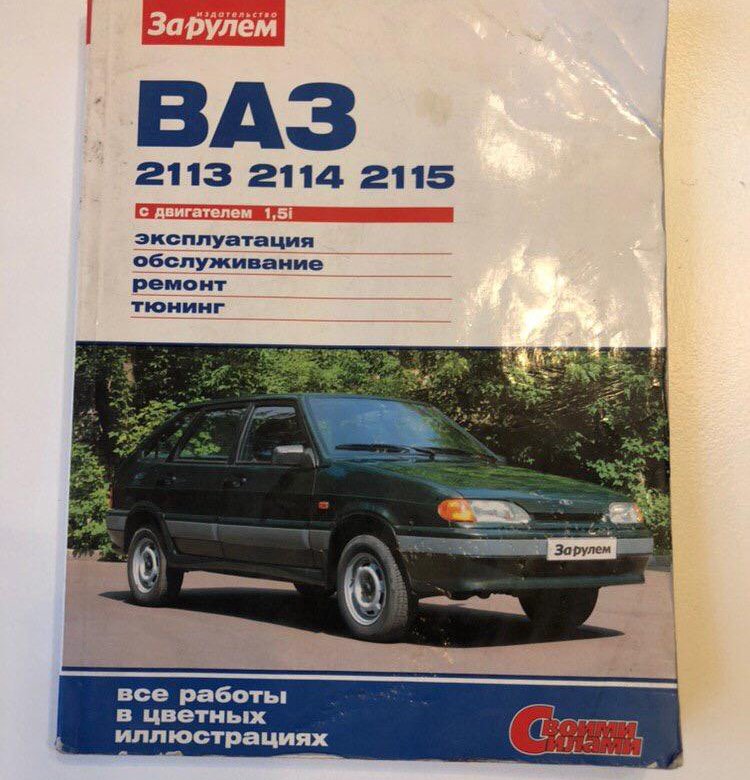 издательство
За рулем
ВАЗ
2113 2114 2115
с двигателем 1,5i
эксплуатация
обслуживание
ремонт
тюнинг
За рулем
все работы
в цветных
иллюстрациях
Своими
Силами